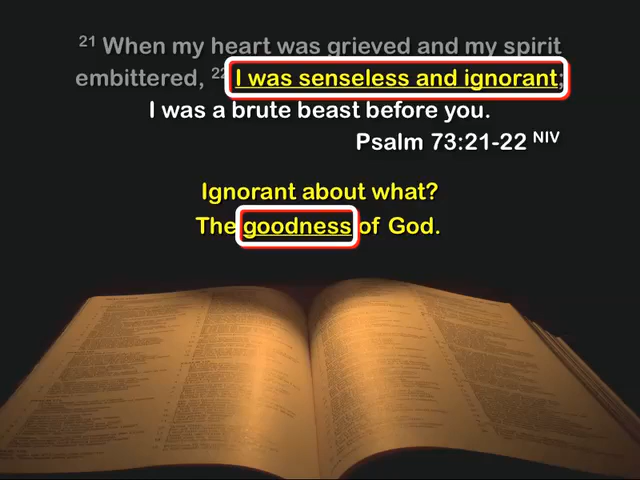 21 When my heart was grieved and my spirit
embittered, 22 I was senseless and ignorant;
I was a brute beast before you.
Psalm 73:21-22 NIV
Ignorant about what?
The goodness of God.